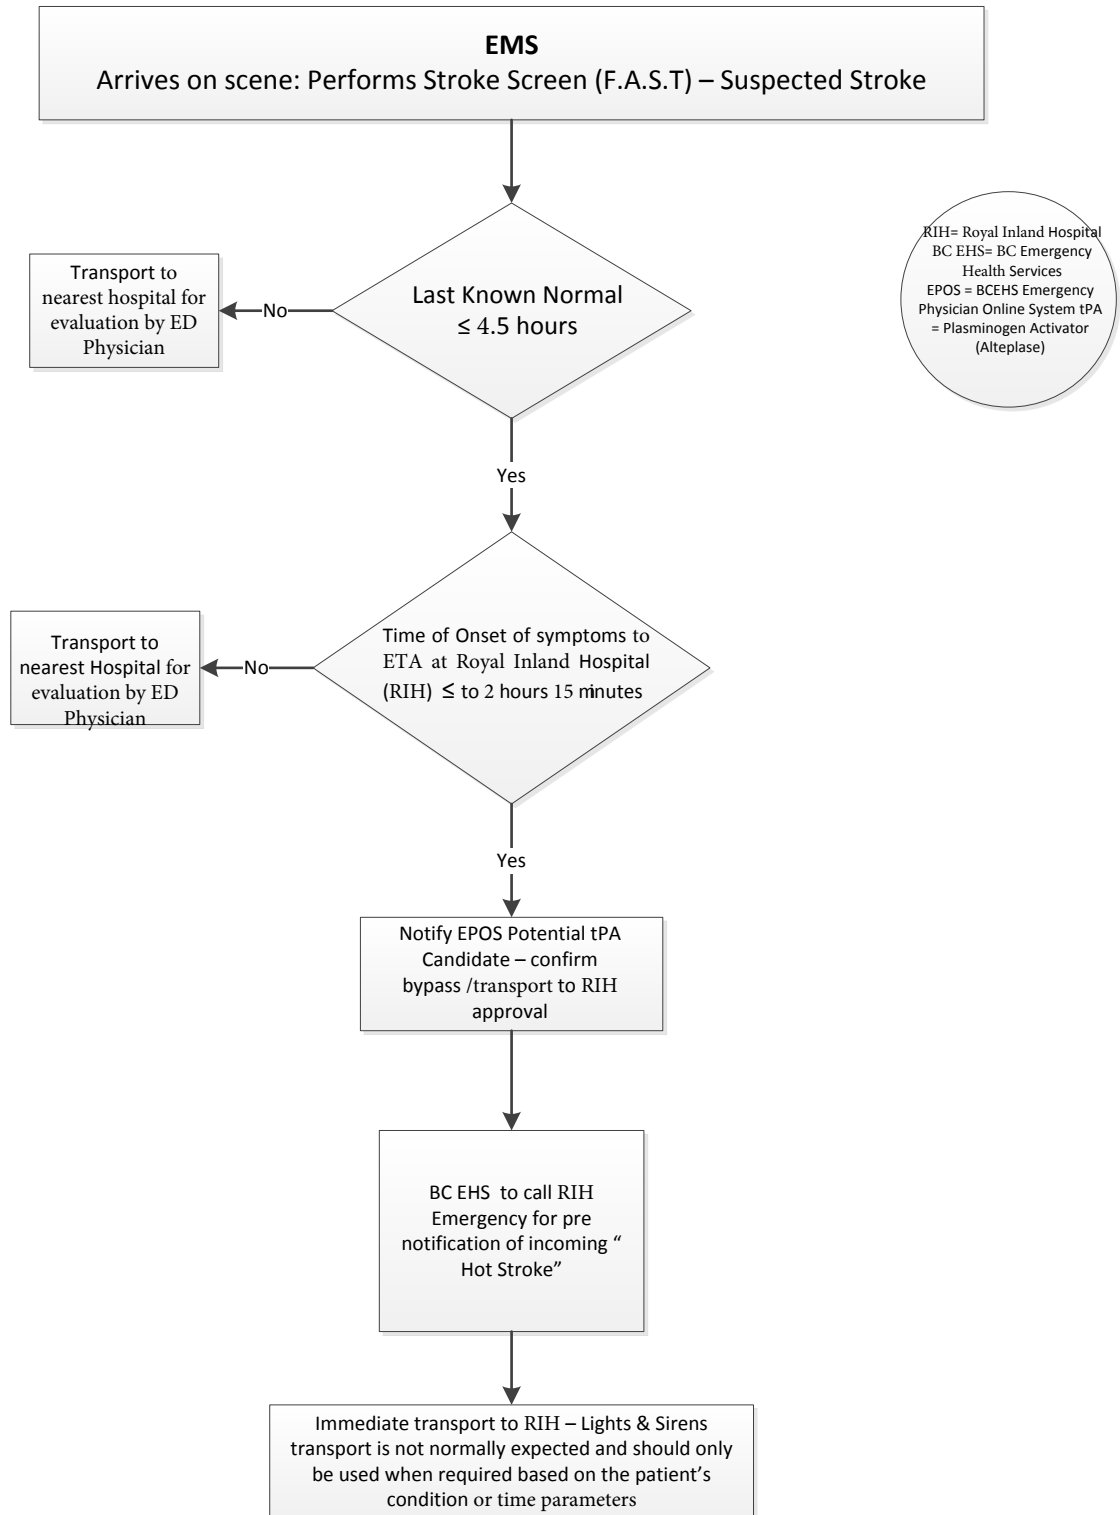 EMS
Arrives on scene: Performs Stroke Screen (F.A.S.T) – Suspected Stroke
RIH= Royal Inland Hospital
BC EHS= BC Emergency
Health Services
EPOS = BCEHS Emergency
Physician Online System tPA
= Plasminogen Activator
(Alteplase)
Last Known Normal
≤ 4.5 hours
No
Transport to
nearest hospital for
evaluation by ED
Physician
Yes
Time of Onset of symptoms to
ETA at Royal Inland Hospital
(RIH) ≤ to 2 hours 15 minutes
No
Transport to
nearest Hospital for
evaluation by ED
Physician
Yes
Notify EPOS Potential tPA
Candidate – confirm
bypass /transport to RIH
approval
BC EHS to call RIH
Emergency for pre
notification of incoming “
Hot Stroke”
Immediate transport to RIH – Lights & Sirens
transport is not normally expected and should only
be used when required based on the patient’s
condition or time parameters